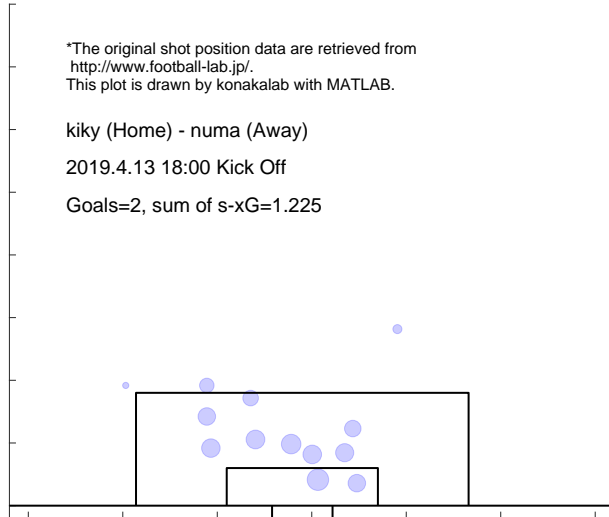 *The original shot position data are retrieved from
http://www.football-lab.jp/.
This plot is drawn by konakalab with MATLAB.
kiky (Home) - numa (Away)
2019.4.13 18:00 Kick Off
Goals=2, sum of s-xG=1.225